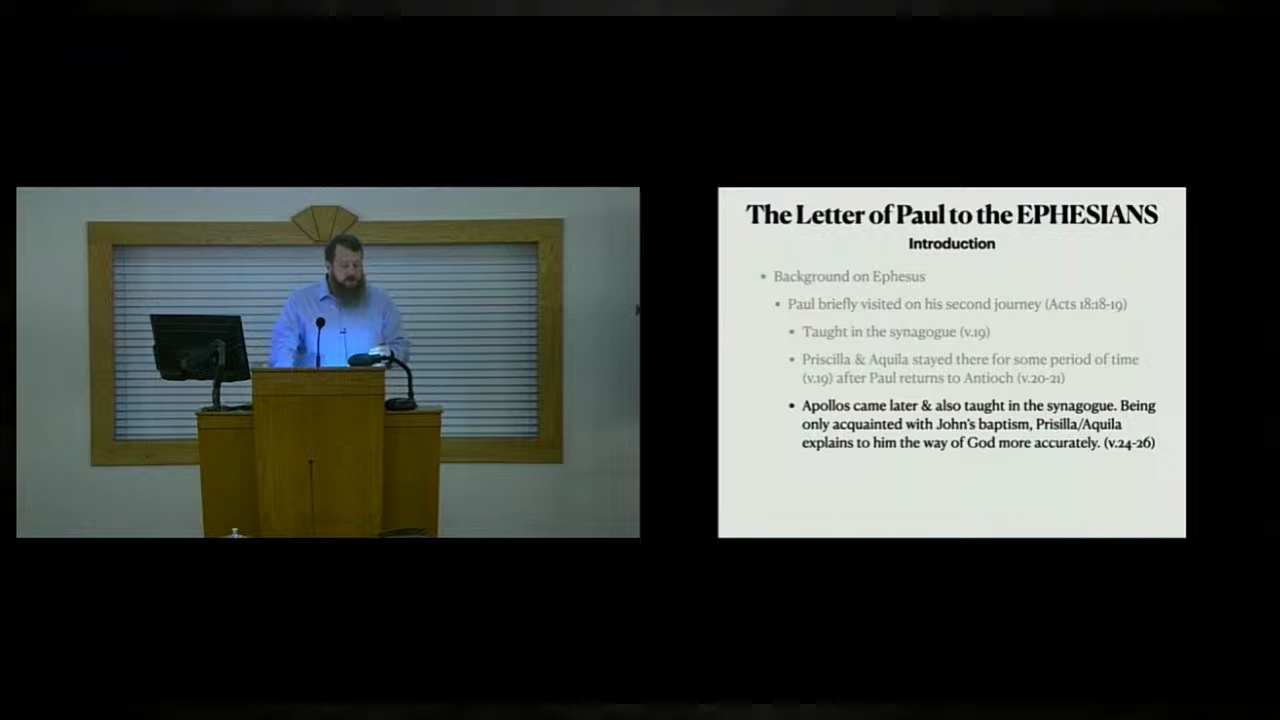 The Letter of Paul to the EPHESIANS
Introduction
• Background on Ephesus
• Paul briefly visited on his second journey (Acts 18:18-19)
• Taught in the synagogue (v.19)
• Priscilla & Aquila stayed there for some period of time
(v.19) after Paul returns to Antioch (v.20-21)
• Apollos came later & also taught in the synagogue. Being
only acquainted with John's baptism, Prisilla/Aquila
explains to him the way of God more accurately. (v.24-26)